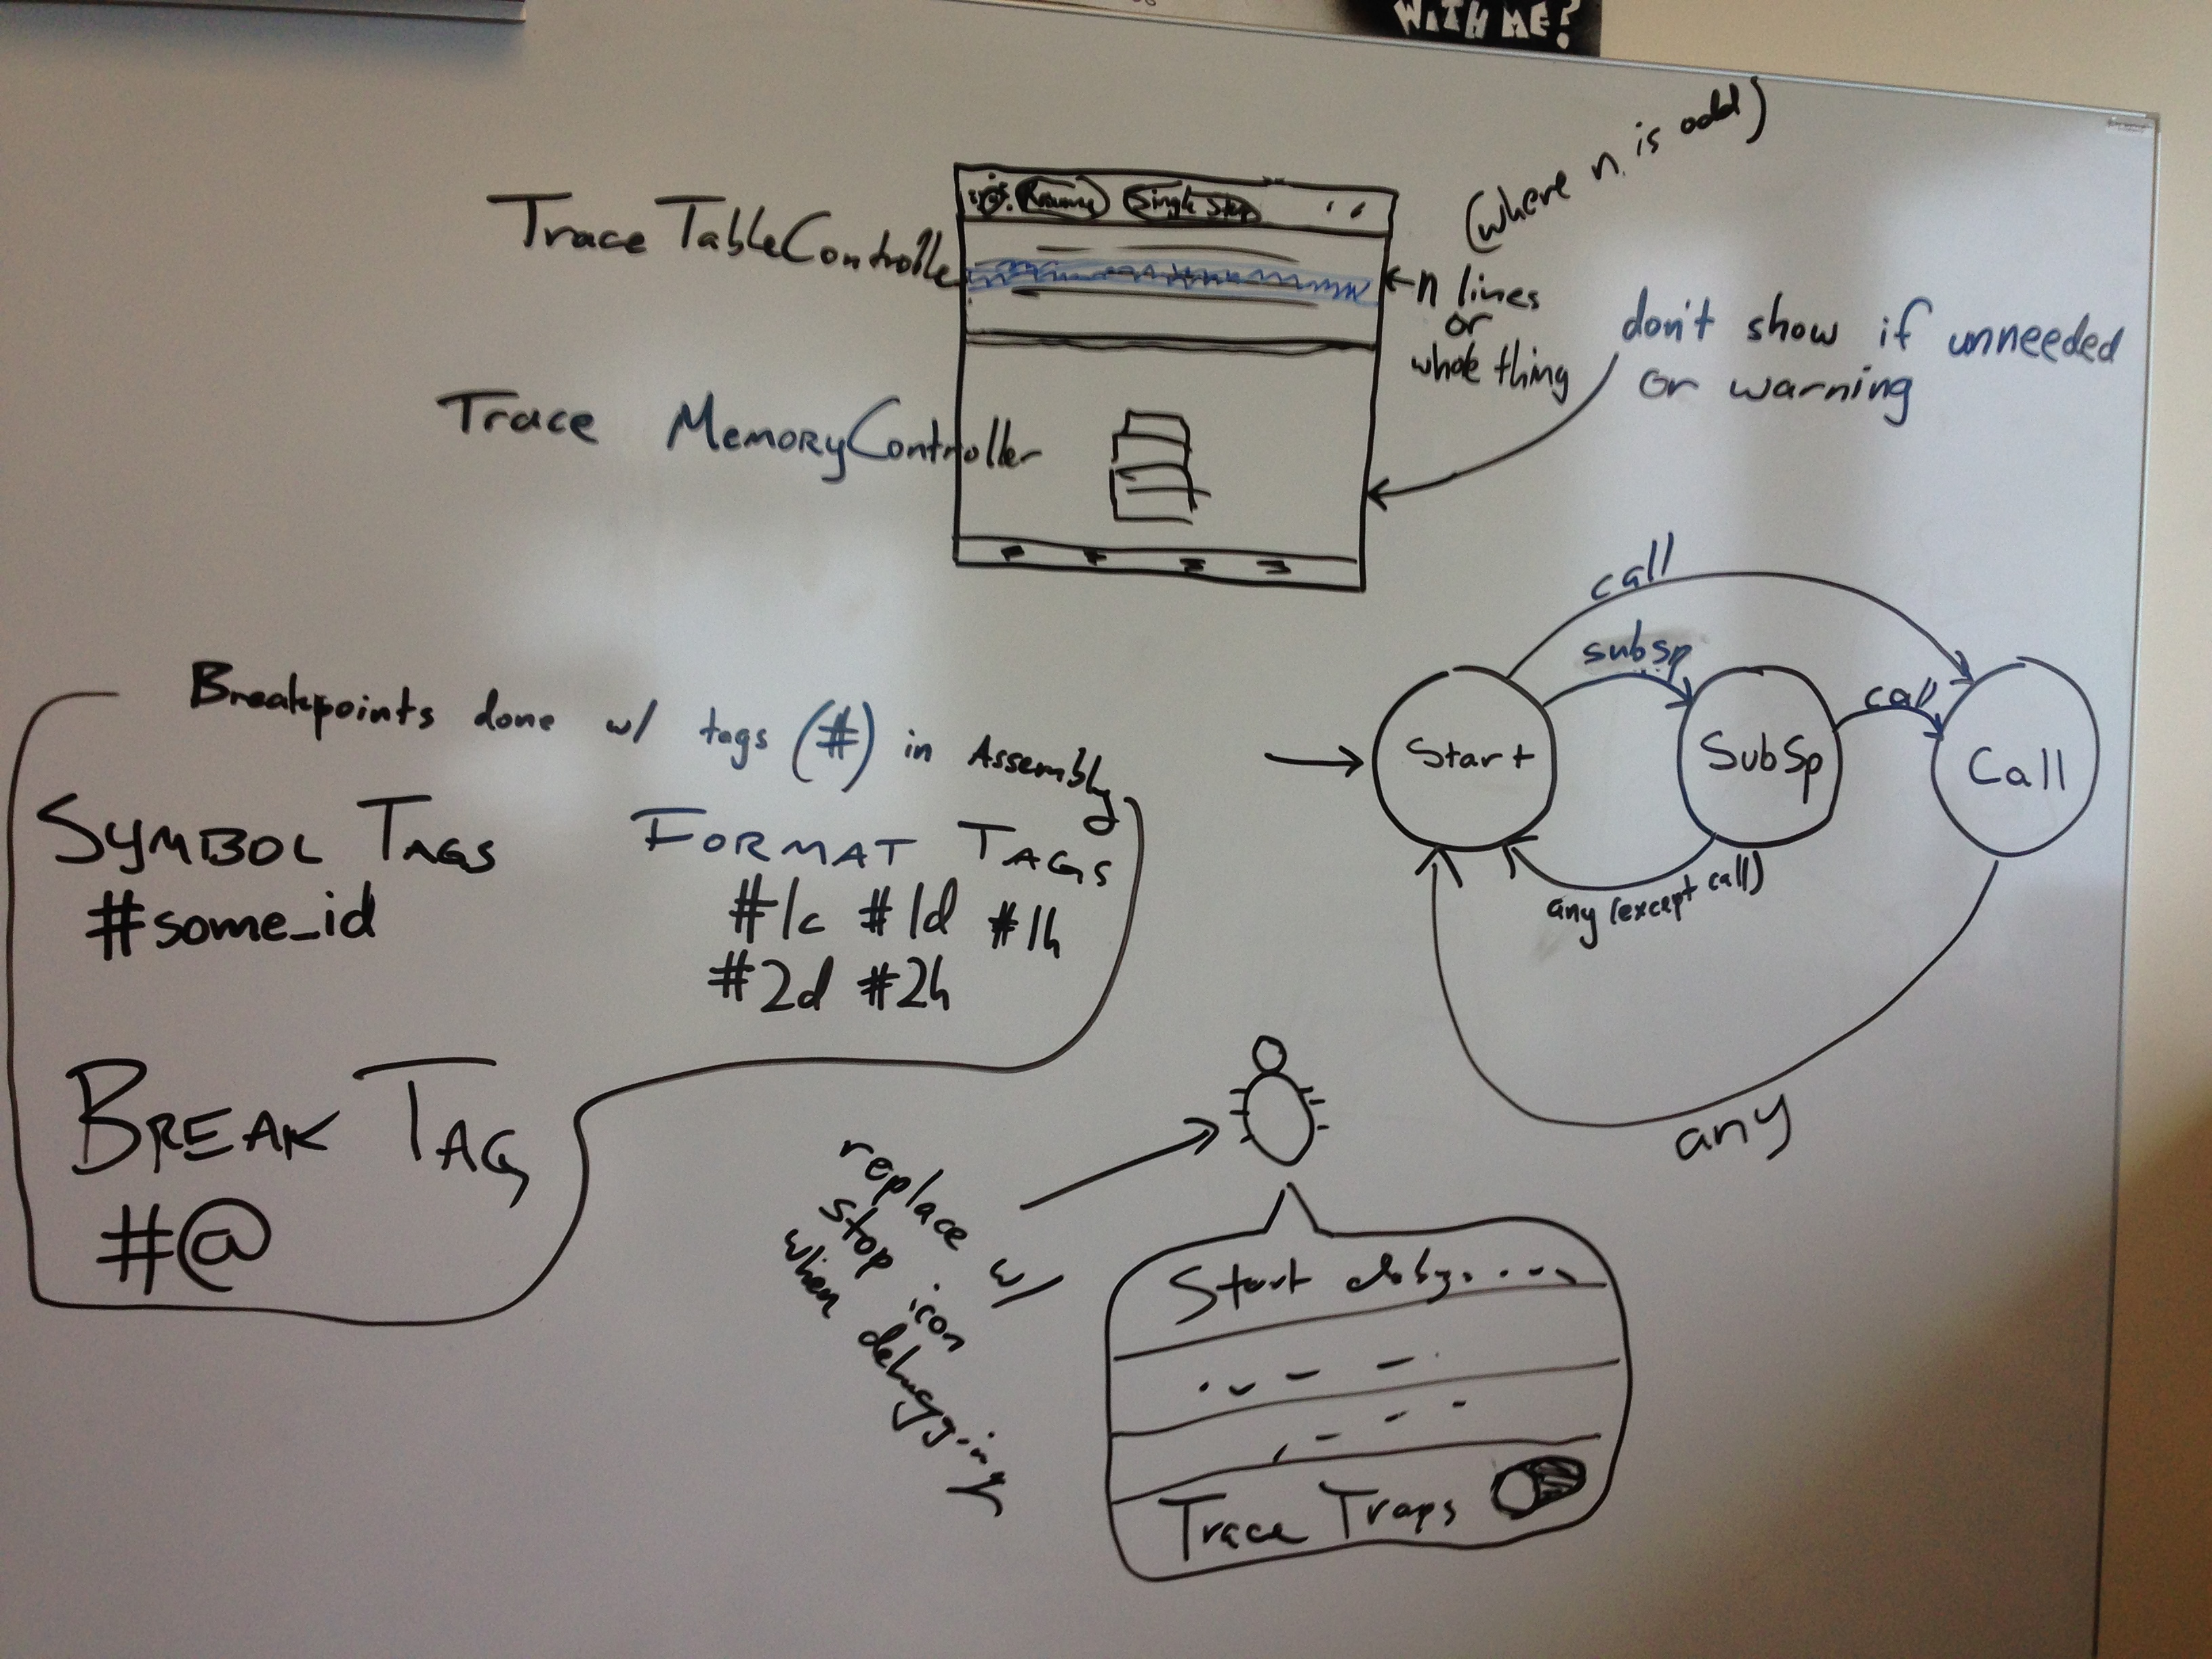 WITH ME?
(where n is odd)
Resume Single Step
Trace TableController
n lines
or
whole thing
don't show if unneeded
or warning
Trace MemoryController
call
subsp
call
Start
SubSp
Call
any (except call)
any
Breakpoints done w/ tags (#) in Assembly
SYMBOL TAGS
#some_id
FORMAT TAGS
#1c #1d #1h
#2d #2h
BREAK TAG
#@
replace w/
stop icon
when debugging
Start
Trace Traps